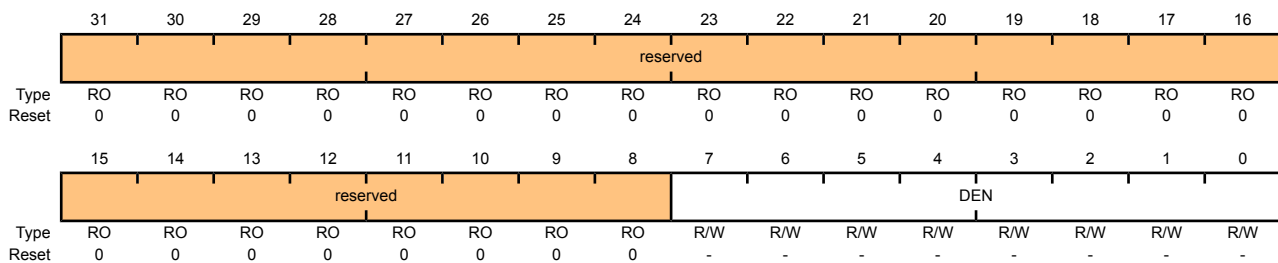 31 30 29 28 27 26 25 24 23 22 21 20 19 18 17 16
reserved
Type RO RO RO RO RO RO RO RO RO RO RO RO RO RO RO RO
Reset 0 0 0 0 0 0 0 0 0 0 0 0 0 0 0 0
15 14 13 12 11 10 9 8 7 6 5 4 3 2 1 0
reserved DEN
Type RO RO RO RO RO RO RO RO R/W R/W R/W R/W R/W R/W R/W R/W
Reset 0 0 0 0 0 0 0 0 - - - - - - - -